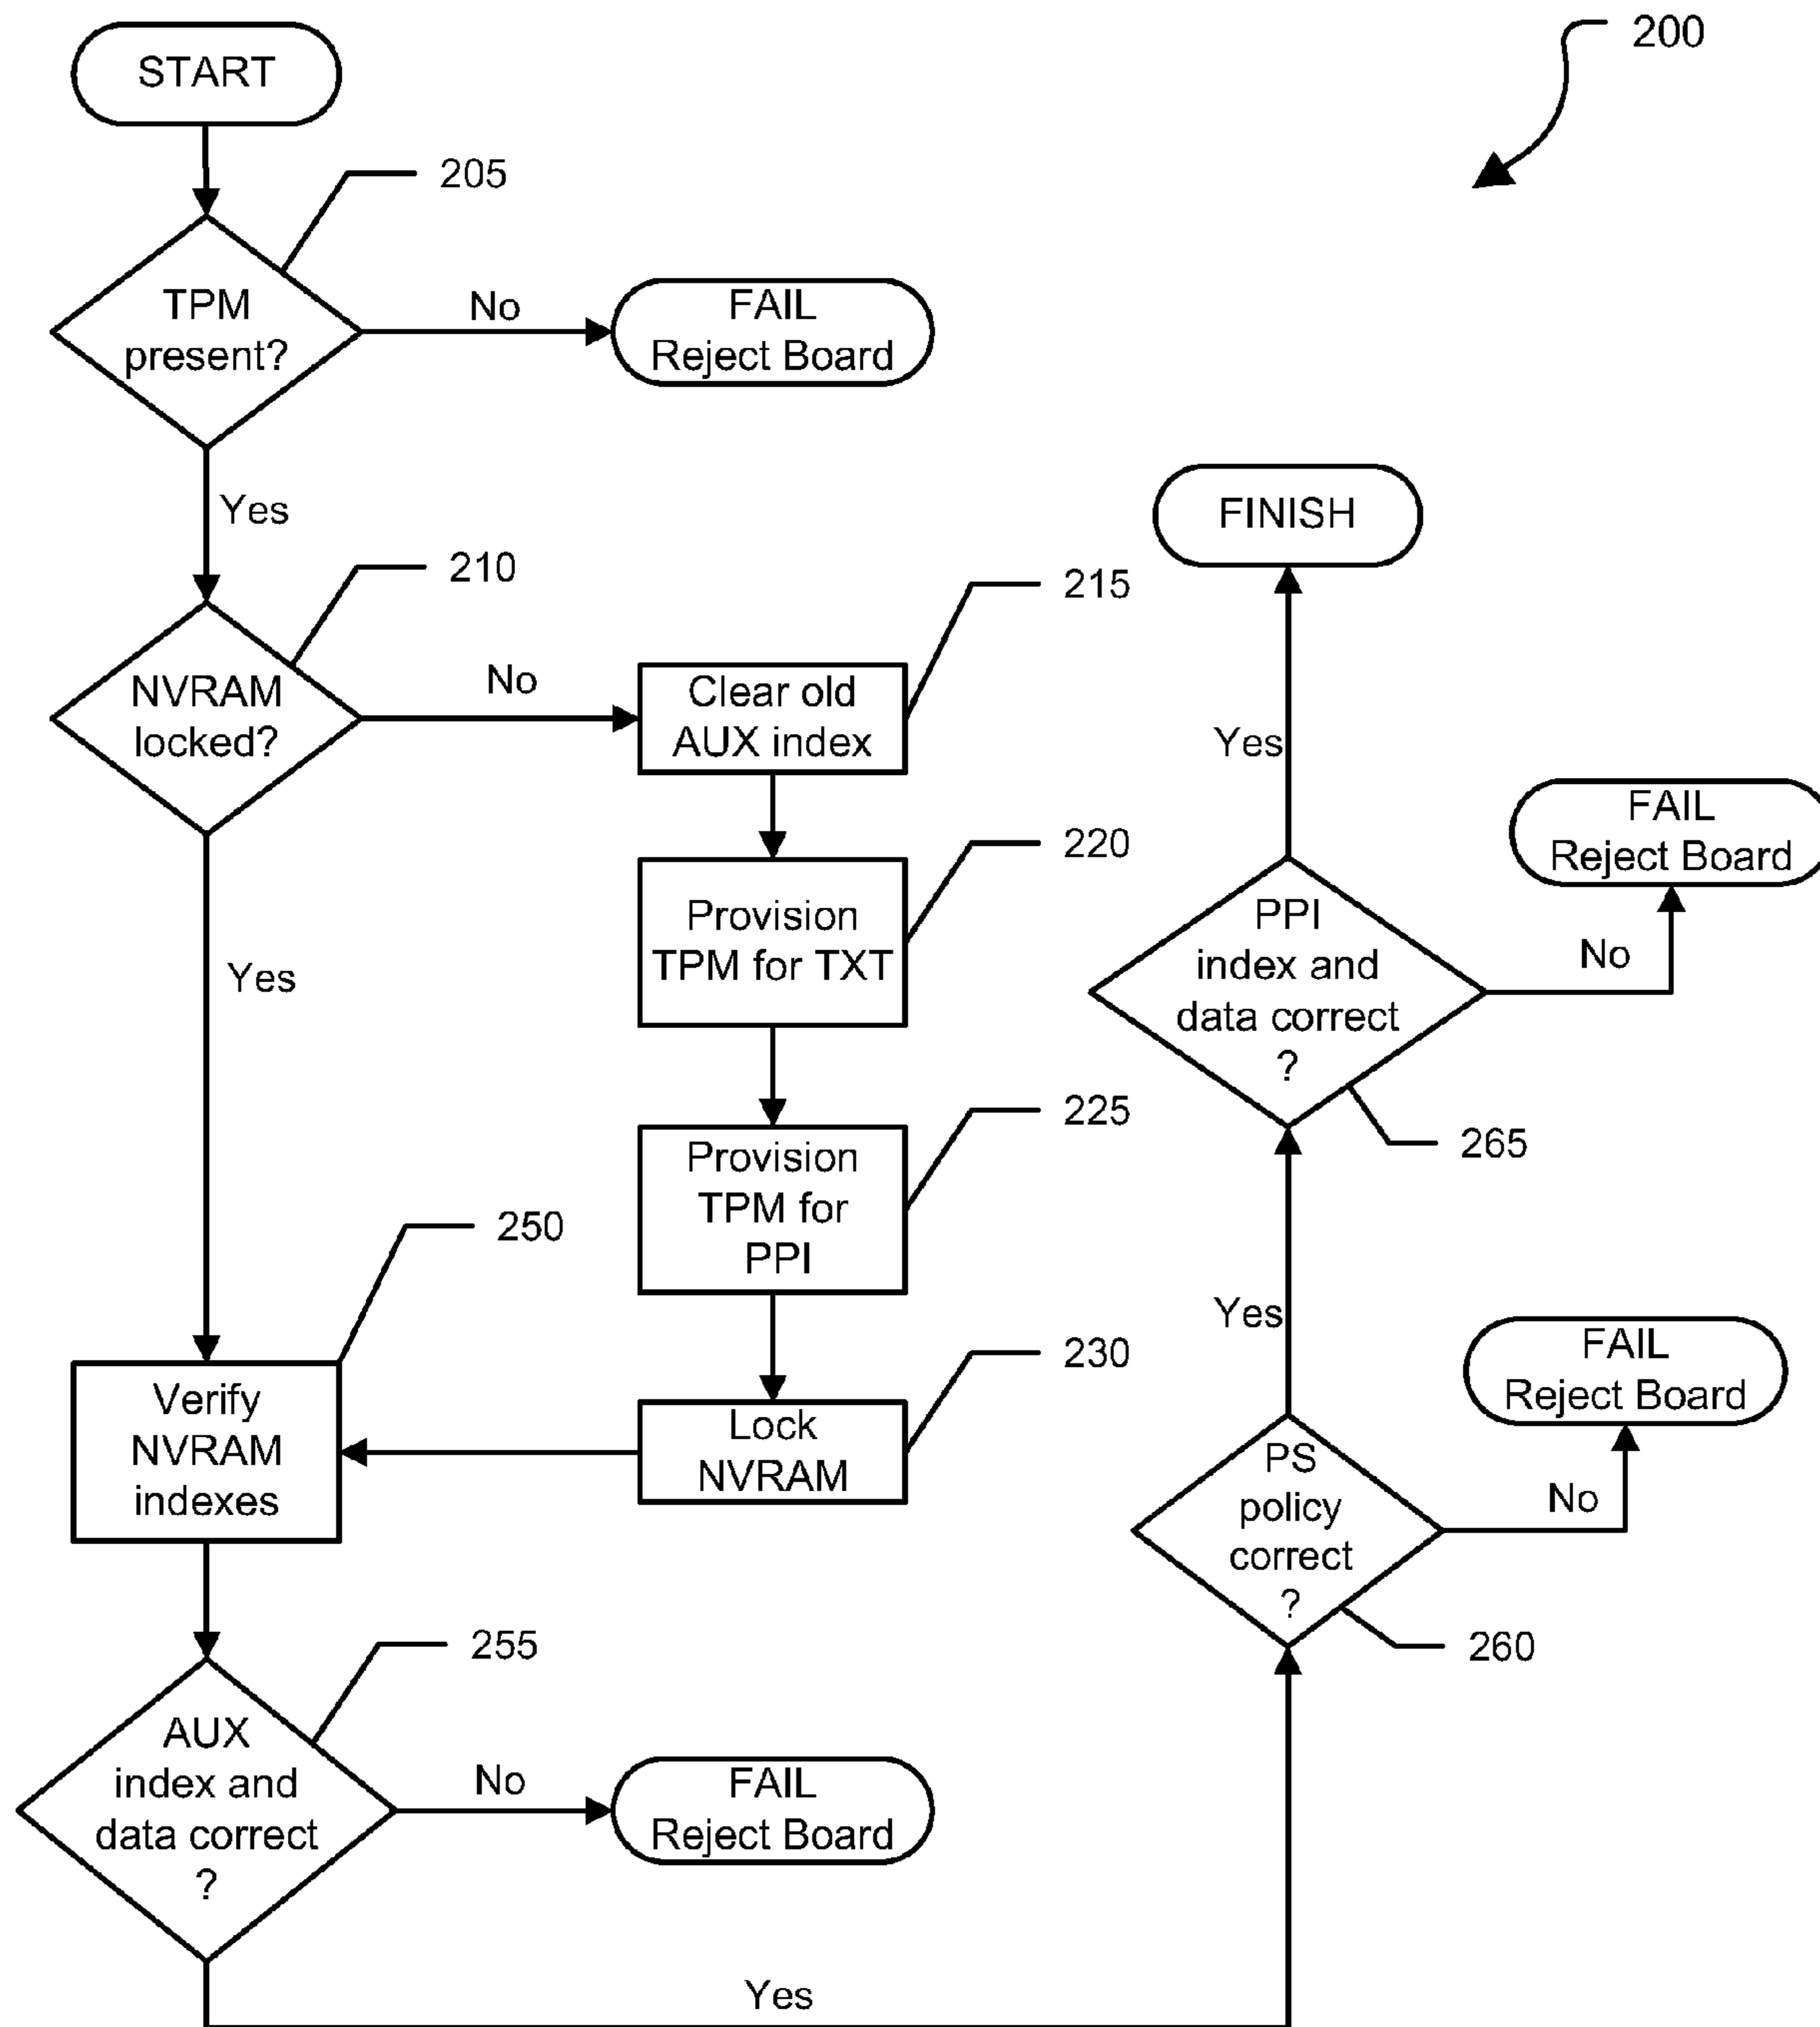 START
200
205
TPM
present?
No
FAIL
Reject Board
Yes
210
NVRAM
locked?
No
215
Clear old
AUX index
220
Provision
TPM for TXT
225
Provision
TPM for
PPI
230
Lock
NVRAM
Yes
250
Verify
NVRAM
indexes
255
AUX
index and
data correct
?
No
FAIL
Reject Board
Yes
260
PS
policy
correct
?
No
FAIL
Reject Board
Yes
265
PPI
index and
data correct
?
No
FAIL
Reject Board
Yes
FINISH